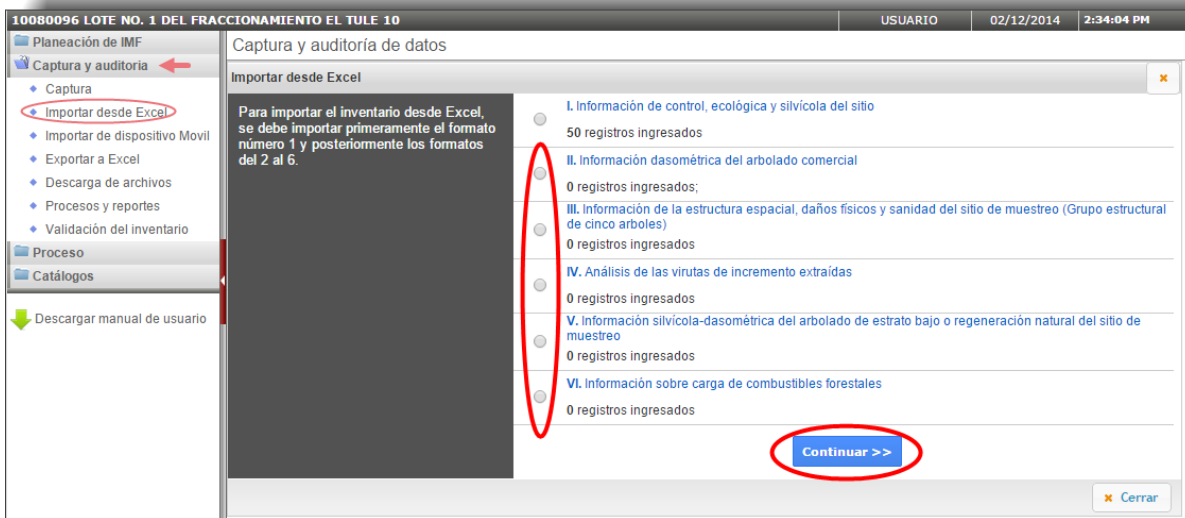 10080096 LOTE NO. 1 DEL FRACCIONAMIENTO EL TULE 10
USUARIO
02/12/2014
2:34:04 PM
Planeación de IMF
Captura y auditoria
Captura
Importar desde Excel
Importar de dispositivo Movil
Exportar a Excel
Descarga de archivos
Procesos y reportes
Validación del inventario
Proceso
Catálogos
Descargar manual de usuario
Captura y auditoría de datos
Importar desde Excel
Para importar el inventario desde Excel,
se debe importar primeramente el formato
número 1 y posteriormente los formatos
del 2 al 6.
I. Información de control, ecológica y silvícola del sitio
50 registros ingresados
II. Información dasométrica del arbolado comercial
0 registros ingresados;
III. Información de la estructura espacial, daños físicos y sanidad del sitio de muestreo (Grupo estructural
de cinco arboles)
0 registros ingresados
IV. Análisis de las virutas de incremento extraídas
0 registros ingresados
V. Información silvícola-dasométrica del arbolado de estrato bajo o regeneración natural del sitio de
muestreo
0 registros ingresados
VI. Información sobre carga de combustibles forestales
0 registros ingresados
Continuar >>
Cerrar